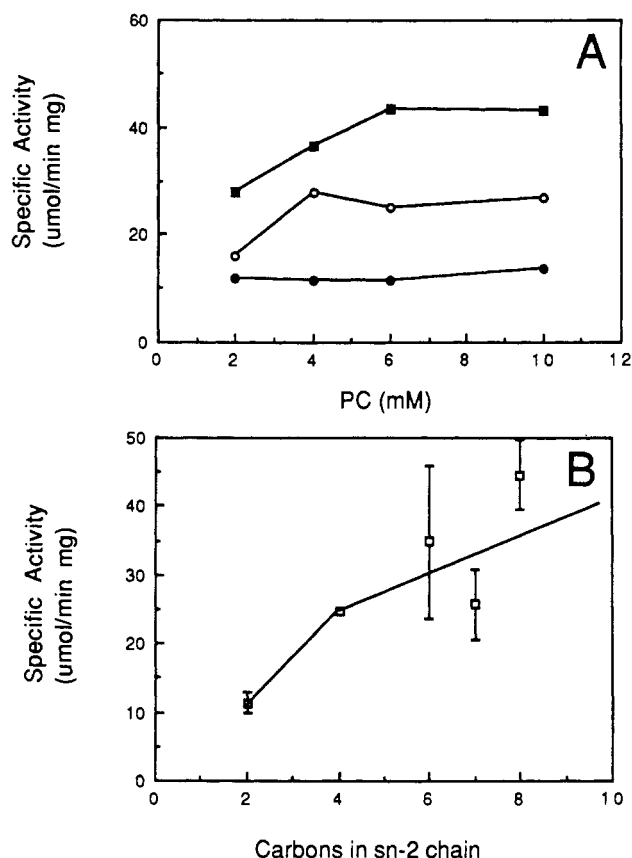 A
60
40
20
0
Specific Activity
(umol/min mg)
0 2 4 6 8 10 12
PC (mM)
B
50
40
30
20
10
0
Specific Activity
(umol/min mg)
0 2 4 6 8 10
Carbons in sn-2 chain